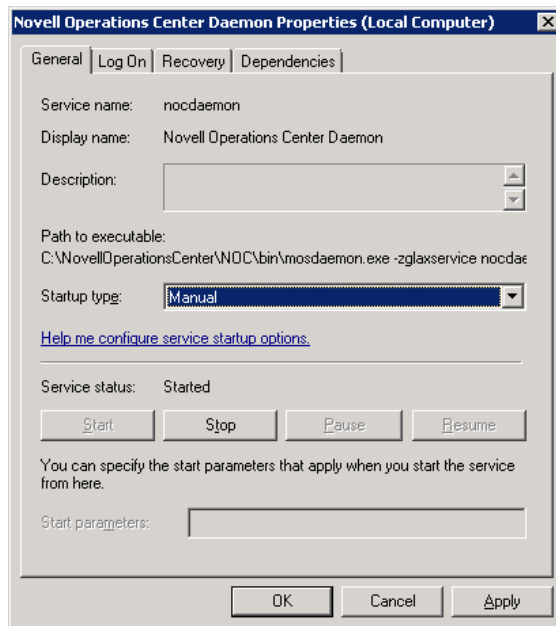 Novell Operations Center Daemon Properties (Local Computer)
General Log On Recovery Dependencies
Service name: nocdaemon
Display name: Novell Operations Center Daemon
Description:
Path to executable:
C:\NovellOperationsCenter\NOC\bin\mosdaemon.exe -zglaxservice nocdae
Startup type: Manual
Help me configure service startup options.
Service status: Started
Start Stop Pause Resume
You can specify the start parameters that apply when you start the service
from here.
Start parameters:
OK Cancel Apply